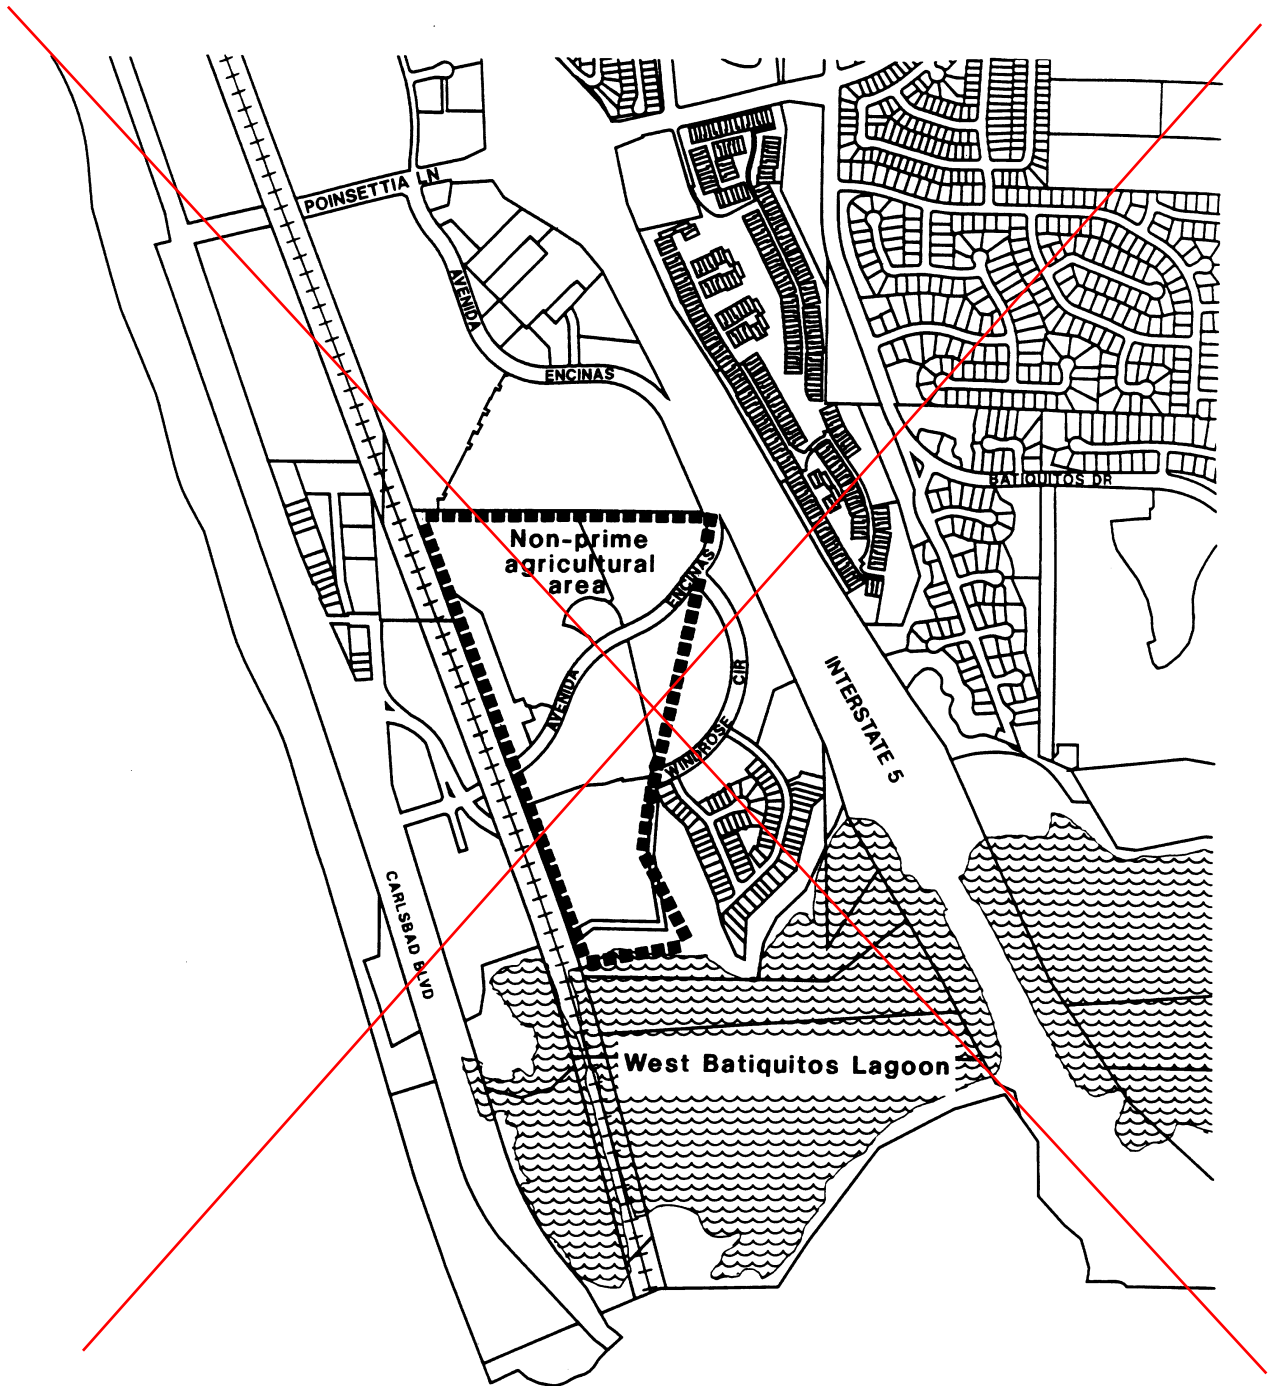 POINSETTIA LN
AVENIDA
ENCINAS
BATIQUITOS DR
Non-prime
agricultural
area
ENCINAS
AVENIDA
CIR
WINDROSE
INTERSTATE 5
CARLSBAD BLVD
West Batiquitos Lagoon